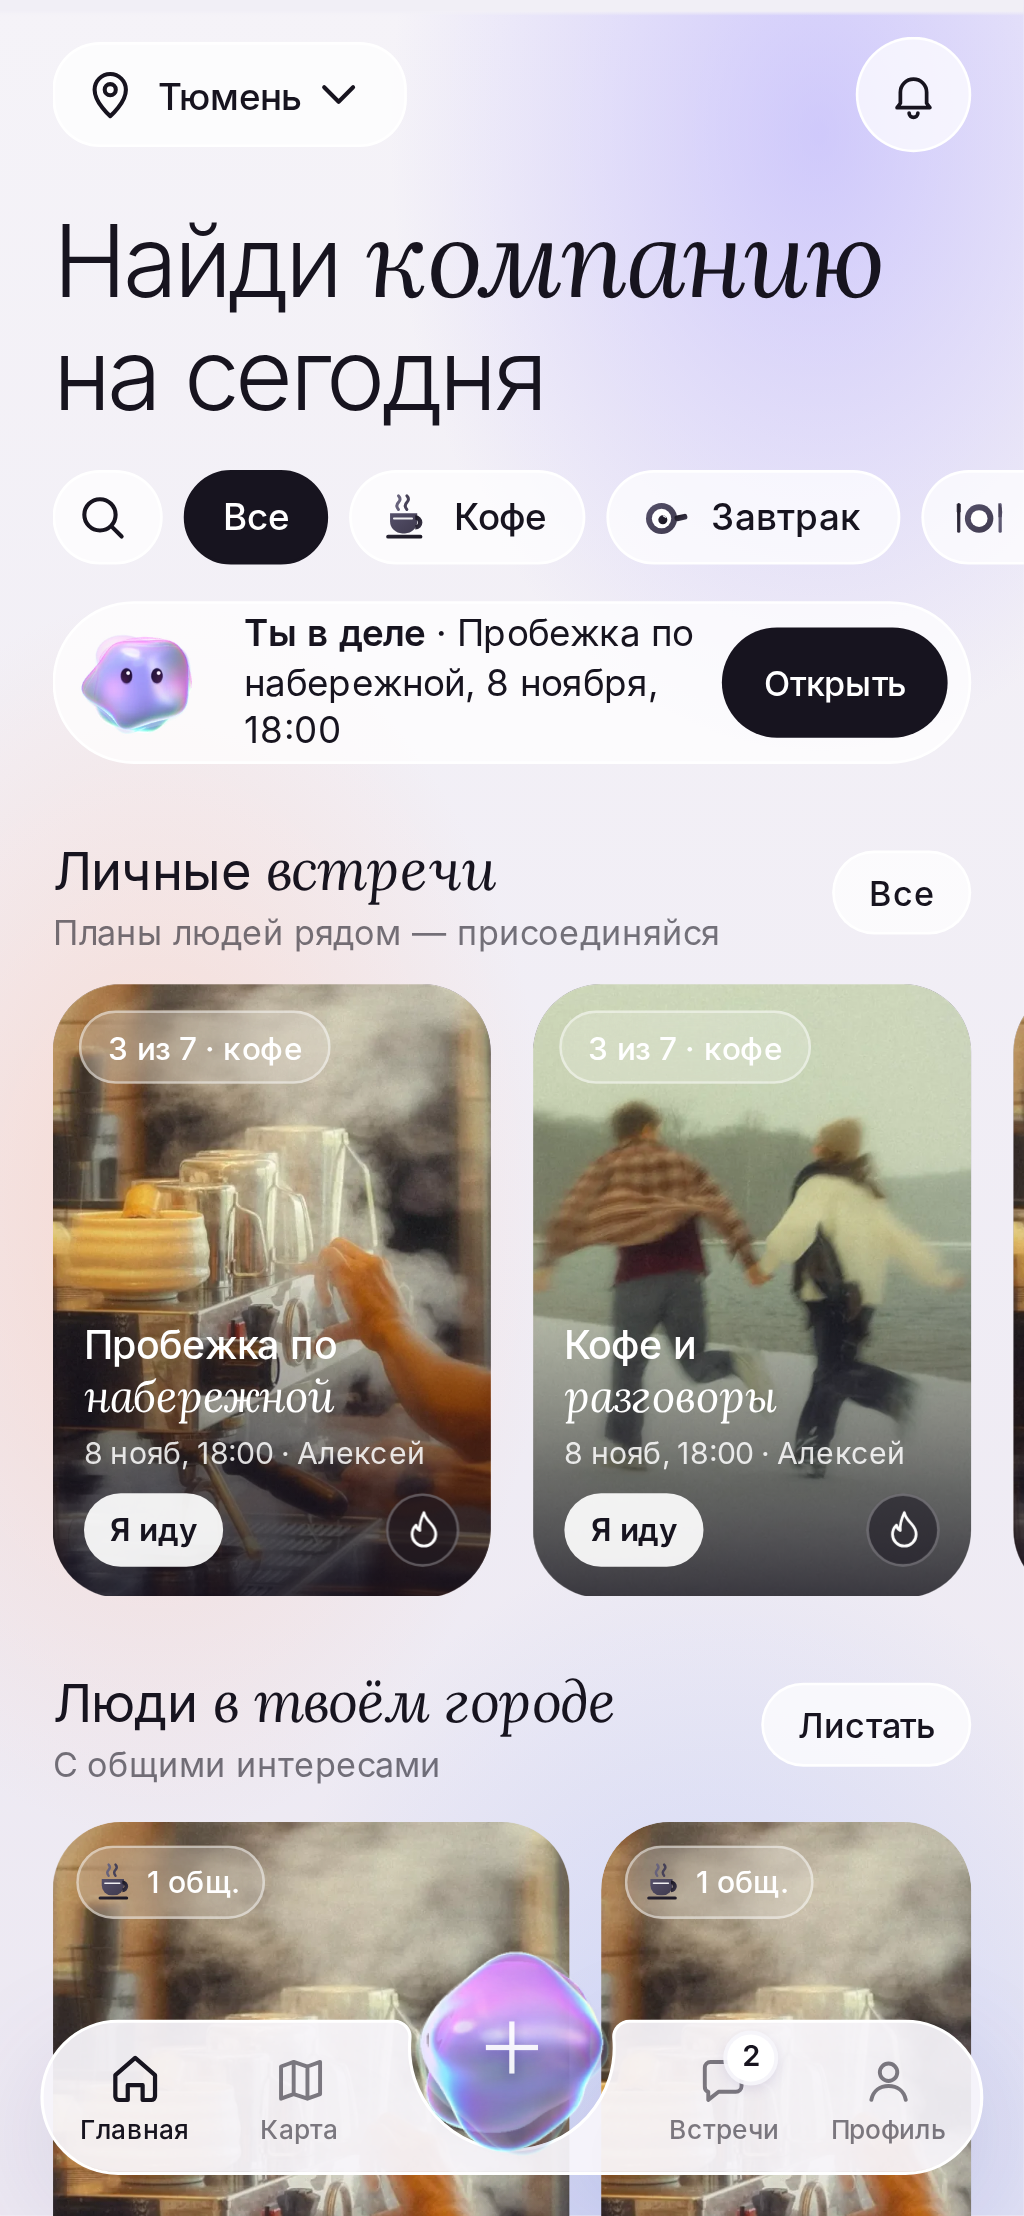 Тюмень
Найди компанию
на сегодня
Все
Кофе
Завтрак
Ты в деле · Пробежка по
набережной, 8 ноября,
18:00
Открыть
Личные встречи
Все
Планы людей рядом — присоединяйся
3 из 7 · кофе
Пробежка по
набережной
8 нояб, 18:00 · Алексей
Я иду
3 из 7 · кофе
Кофе и
разговоры
8 нояб, 18:00 · Алексей
Я иду
Люди в твоём городе
Листать
С общими интересами
1 общ.
1 общ.
Главная
Карта
2
Встречи
Профиль